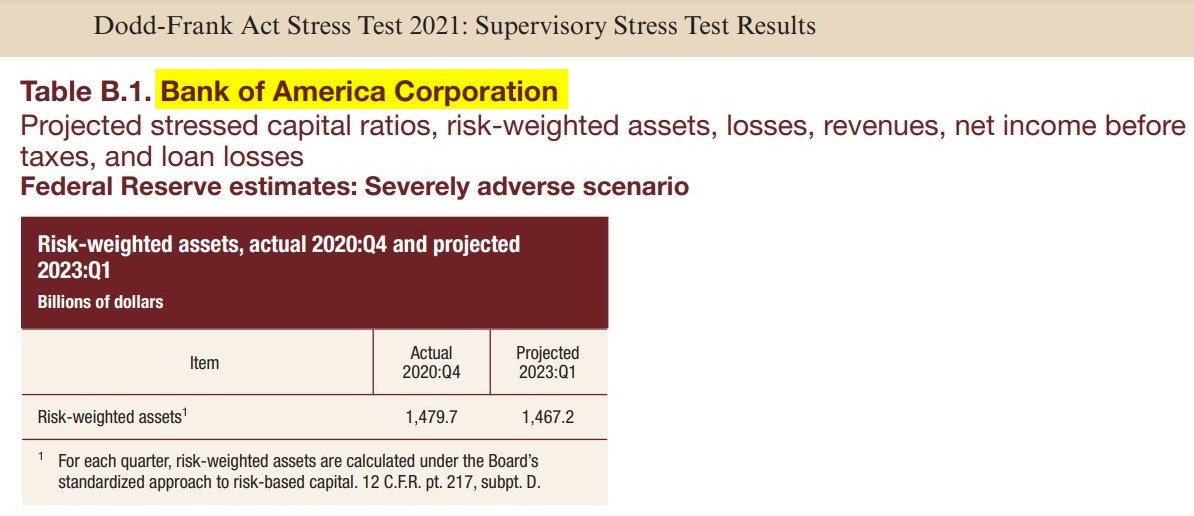 Dodd-Frank Act Stress Test 2021: Supervisory Stress Test Results
Table B.1. Bank of America Corporation
Projected stressed capital ratios, risk-weighted assets, losses, revenues, net income before
taxes, and loan losses
Federal Reserve estimates: Severely adverse scenario
Risk-weighted assets, actual 2020:Q4 and projected
2023:Q1
Billions of dollars
Item
Actual
2020:Q4
Projected
2023:Q1
Risk-weighted assets¹
1,479.7
1,467.2
¹ For each quarter, risk-weighted assets are calculated under the Board’s
standardized approach to risk-based capital. 12 C.F.R. pt. 217, subpt. D.